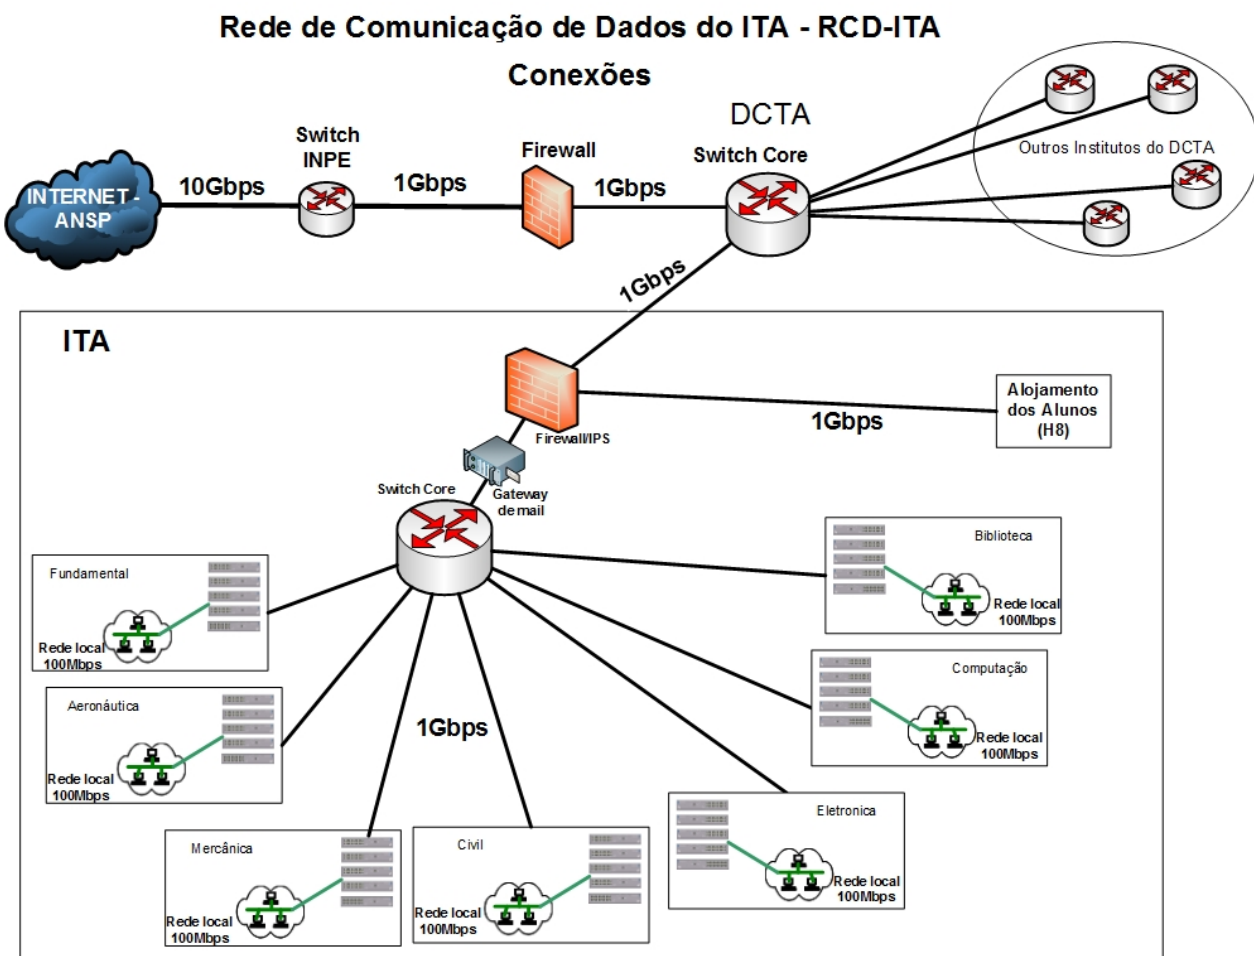 Rede de Comunicação de Dados do ITA - RCD-ITA
Conexões
DCTA
Switch
INPE
Firewall
Switch Core
Outros Institutos do DCTA
INTERNET -
ANSP
10Gbps
1Gbps
1Gbps
1Gbps
ITA
Alojamento
dos Alunos
(H8)
1Gbps
Firewall/IPS
Gateway
de mail
Switch Core
Biblioteca
Rede local
100Mbps
Fundamental
Rede local
100Mbps
Computação
Rede local
100Mbps
Aeronáutica
Rede local
100Mbps
1Gbps
Eletronica
Rede local
100Mbps
Mercânica
Rede local
100Mbps
Civil
Rede local
100Mbps